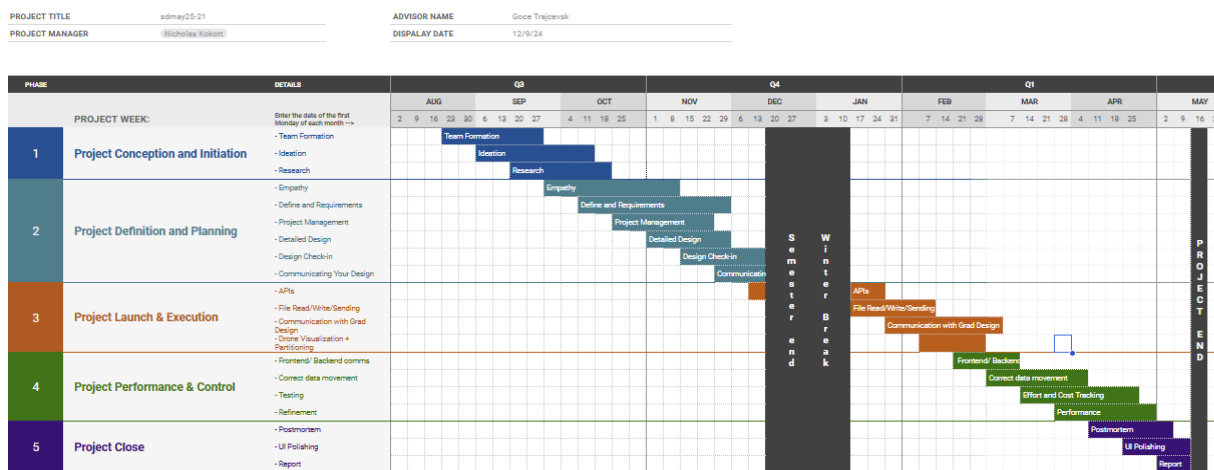 PROJECT TITLE sdmay25-21 ADVISOR NAME Goce Trajcevsk
PROJECT MANAGER Nicholas Kokott DISPALAY DATE 12/9/24
PHASE DETAILS Q3 Q4 Q1
AUG SEP OCT NOV DEC JAN FEB MAR APR MAY
PROJECT WEEK: Enter the date of the first Monday of each month --> 2 9 16 23 30 6 13 20 27 4 11 18 25 1 8 15 22 29 6 13 20 27 3 10 17 24 31 7 14 21 28 7 14 21 28 4 11 18 25 2 9 16
1 Project Conception and Initiation
- Team Formation Team Formation
- Ideation Ideation
- Research Research
2 Project Definition and Planning
- Empathy Empathy
- Define and Requirements Define and Requirements
- Project Management Project Management
- Detailed Design Detailed Design
- Design Check-in Design Check-in
- Communicating Your Design Communicatin
3 Project Launch & Execution
- APIs APIs
- File Read/Write/Sending File Read/Write/Sending
- Communication with Grad Design Communication with Grad Design
- Drone Visualization + Partitioning
4 Project Performance & Control
- Frontend/ Backend comms Frontend/ Backend
- Correct data movement Correct data movement
- Testing Effort and Cost Tracking
- Refinement Performance
5 Project Close
- Postmortem Postmortem
- UI Polishing UI Polishing
- Report Report
Semester end
Winter Break
PROJECT END